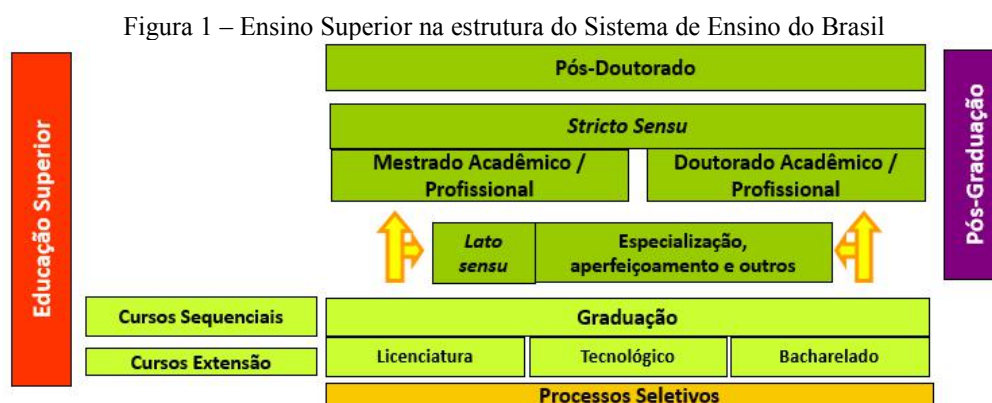 Figura 1 – Ensino Superior na estrutura do Sistema de Ensino do Brasil
Educação Superior
Pós-Doutorado
Stricto Sensu
Mestrado Acadêmico /
Profissional
Doutorado Acadêmico /
Profissional
Lato
sensu
Especialização,
aperfeiçoamento e outros
Cursos Sequenciais
Graduação
Cursos Extensão
Licenciatura
Tecnológico
Bacharelado
Processos Seletivos
Pós-Graduação